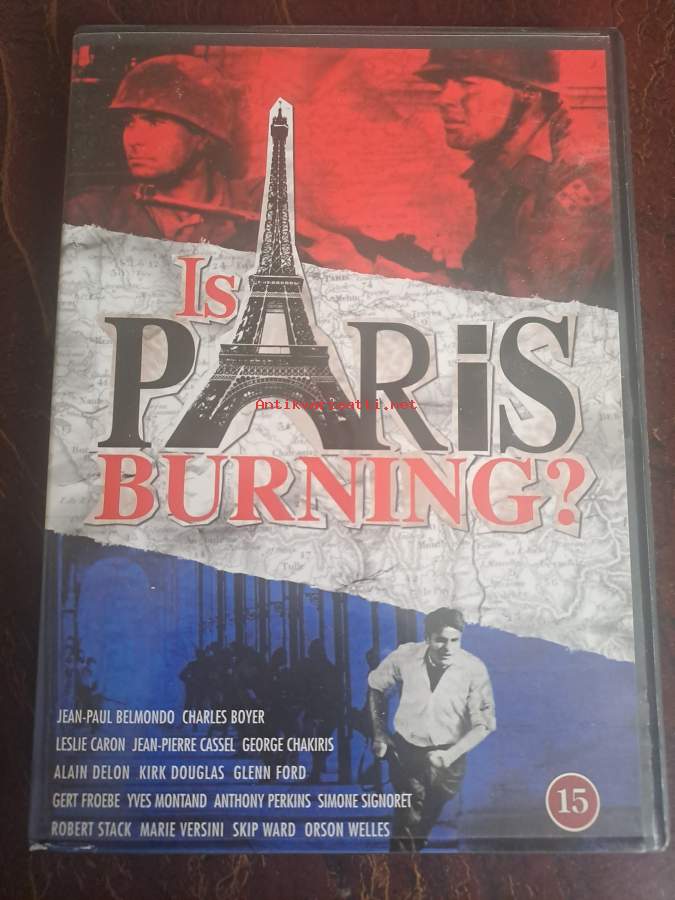 Is
PARiS
Antikvariaatti.net
BURNING?
JEAN-PAUL BELMONDO CHARLES BOYER
LESLIE CARON JEAN-PIERRE CASSEL GEORGE CHAKIRIS
ALAIN DELON KIRK DOUGLAS GLENN FORD
GERT FROEBE YVES MONTAND ANTHONY PERKINS SIMONE SIGNORET
ROBERT STACK MARIE VERSINI SKIP WARD ORSON WELLES
15